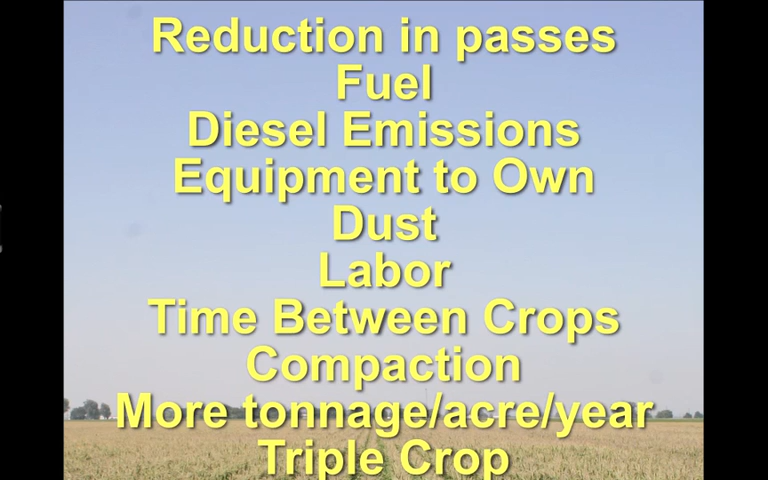 Reduction in passes
Fuel
Diesel Emissions
Equipment to Own
Dust
Labor
Time Between Crops
Compaction
More tonnage/acre/year
Triple Crop